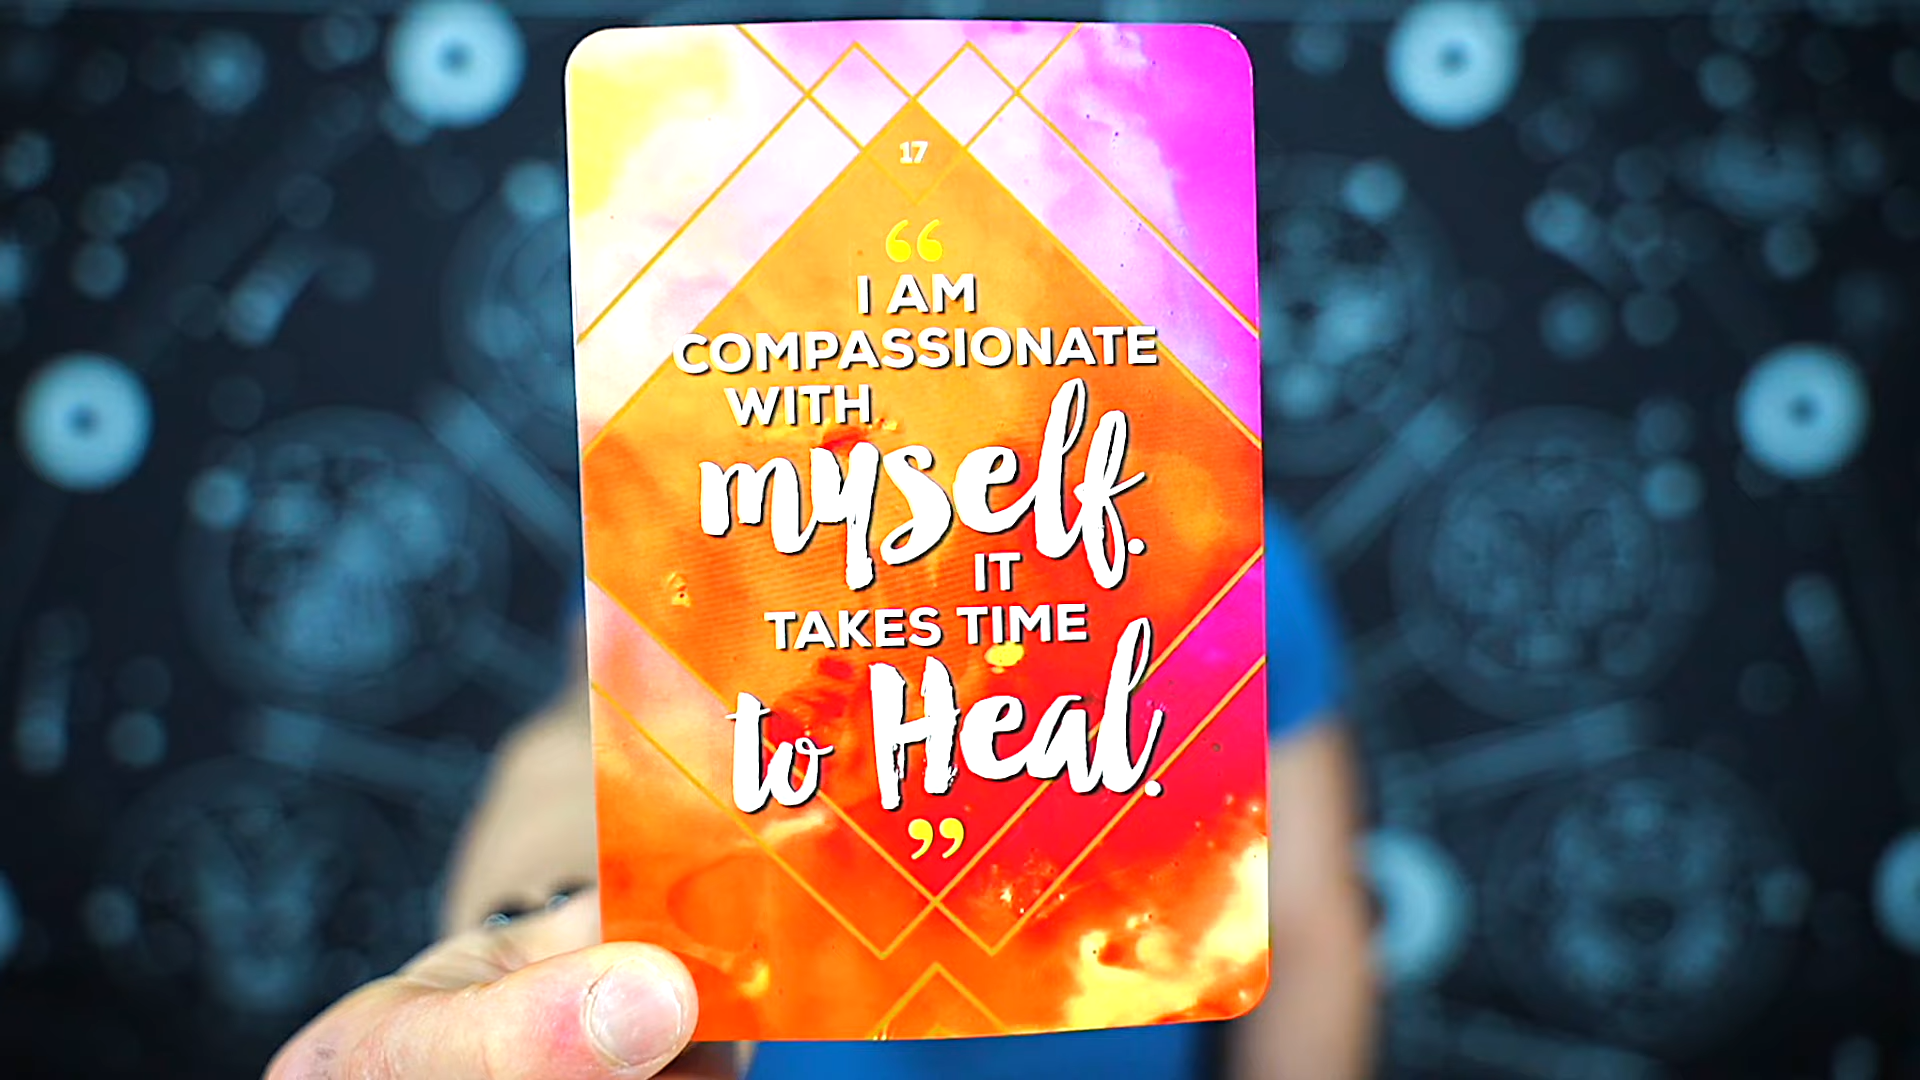 17
“
I AM
COMPASSIONATE
WITH
myself.
IT
TAKES TIME
to Heal.
”